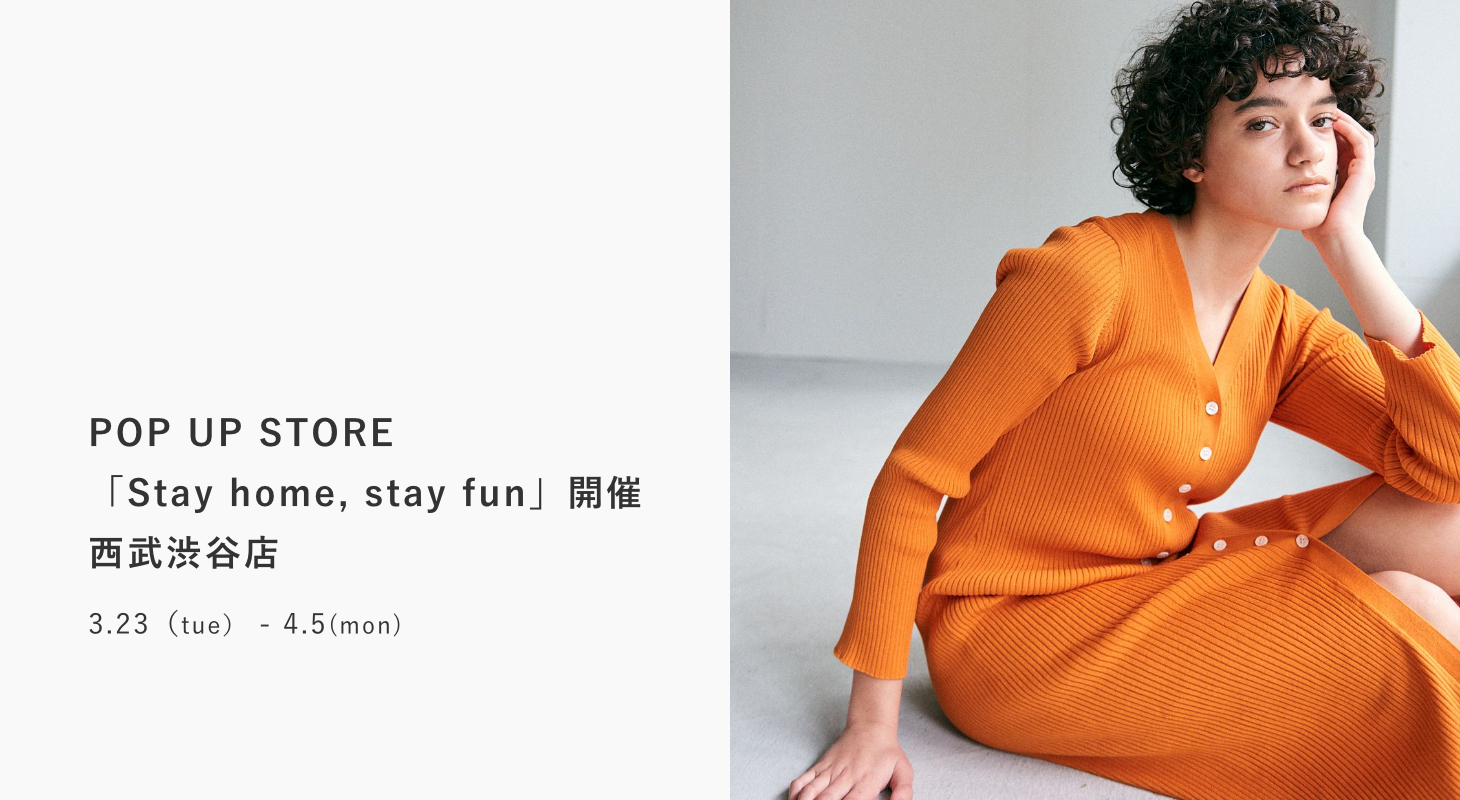 POP UP STORE
「Stay home, stay fun」開催
西武渋谷店
3.23（tue） - 4.5(mon)